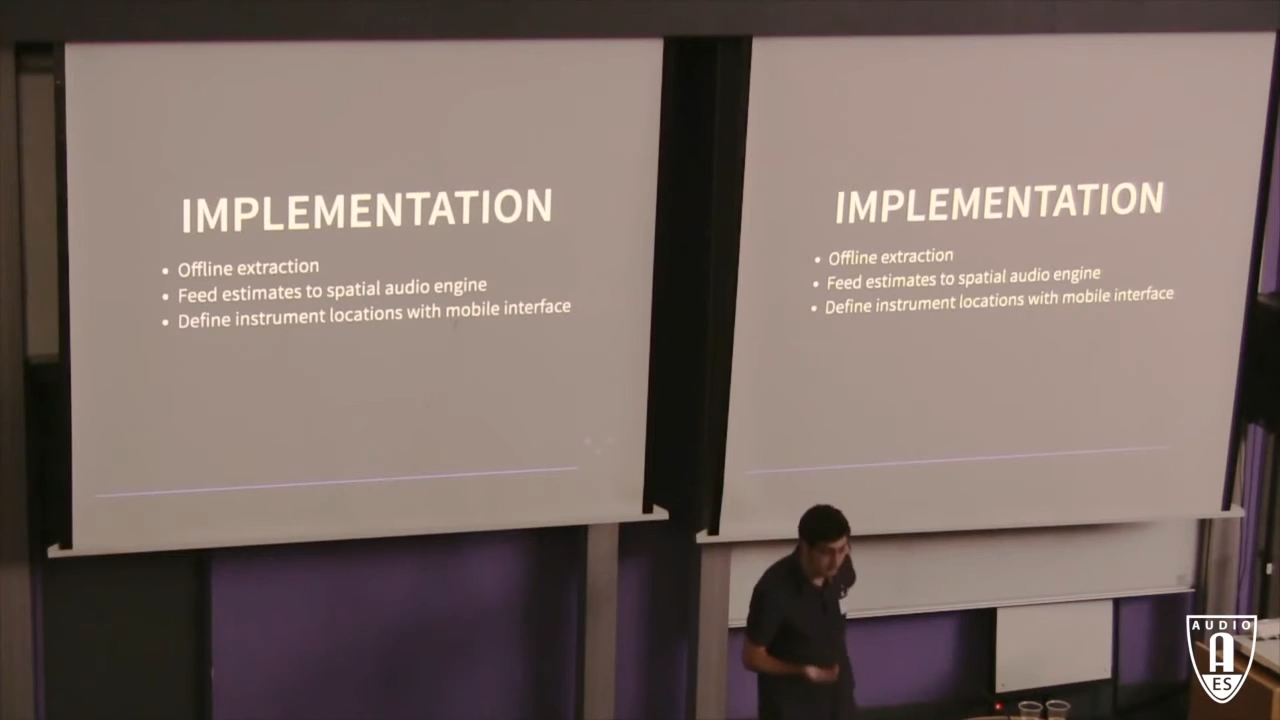 IMPLEMENTATION
• Offline extraction
• Feed estimates to spatial audio engine
• Define instrument locations with mobile interface
IMPLEMENTATION
• Offline extraction
• Feed estimates to spatial audio engine
• Define instrument locations with mobile interface
AUDIO
A
ES